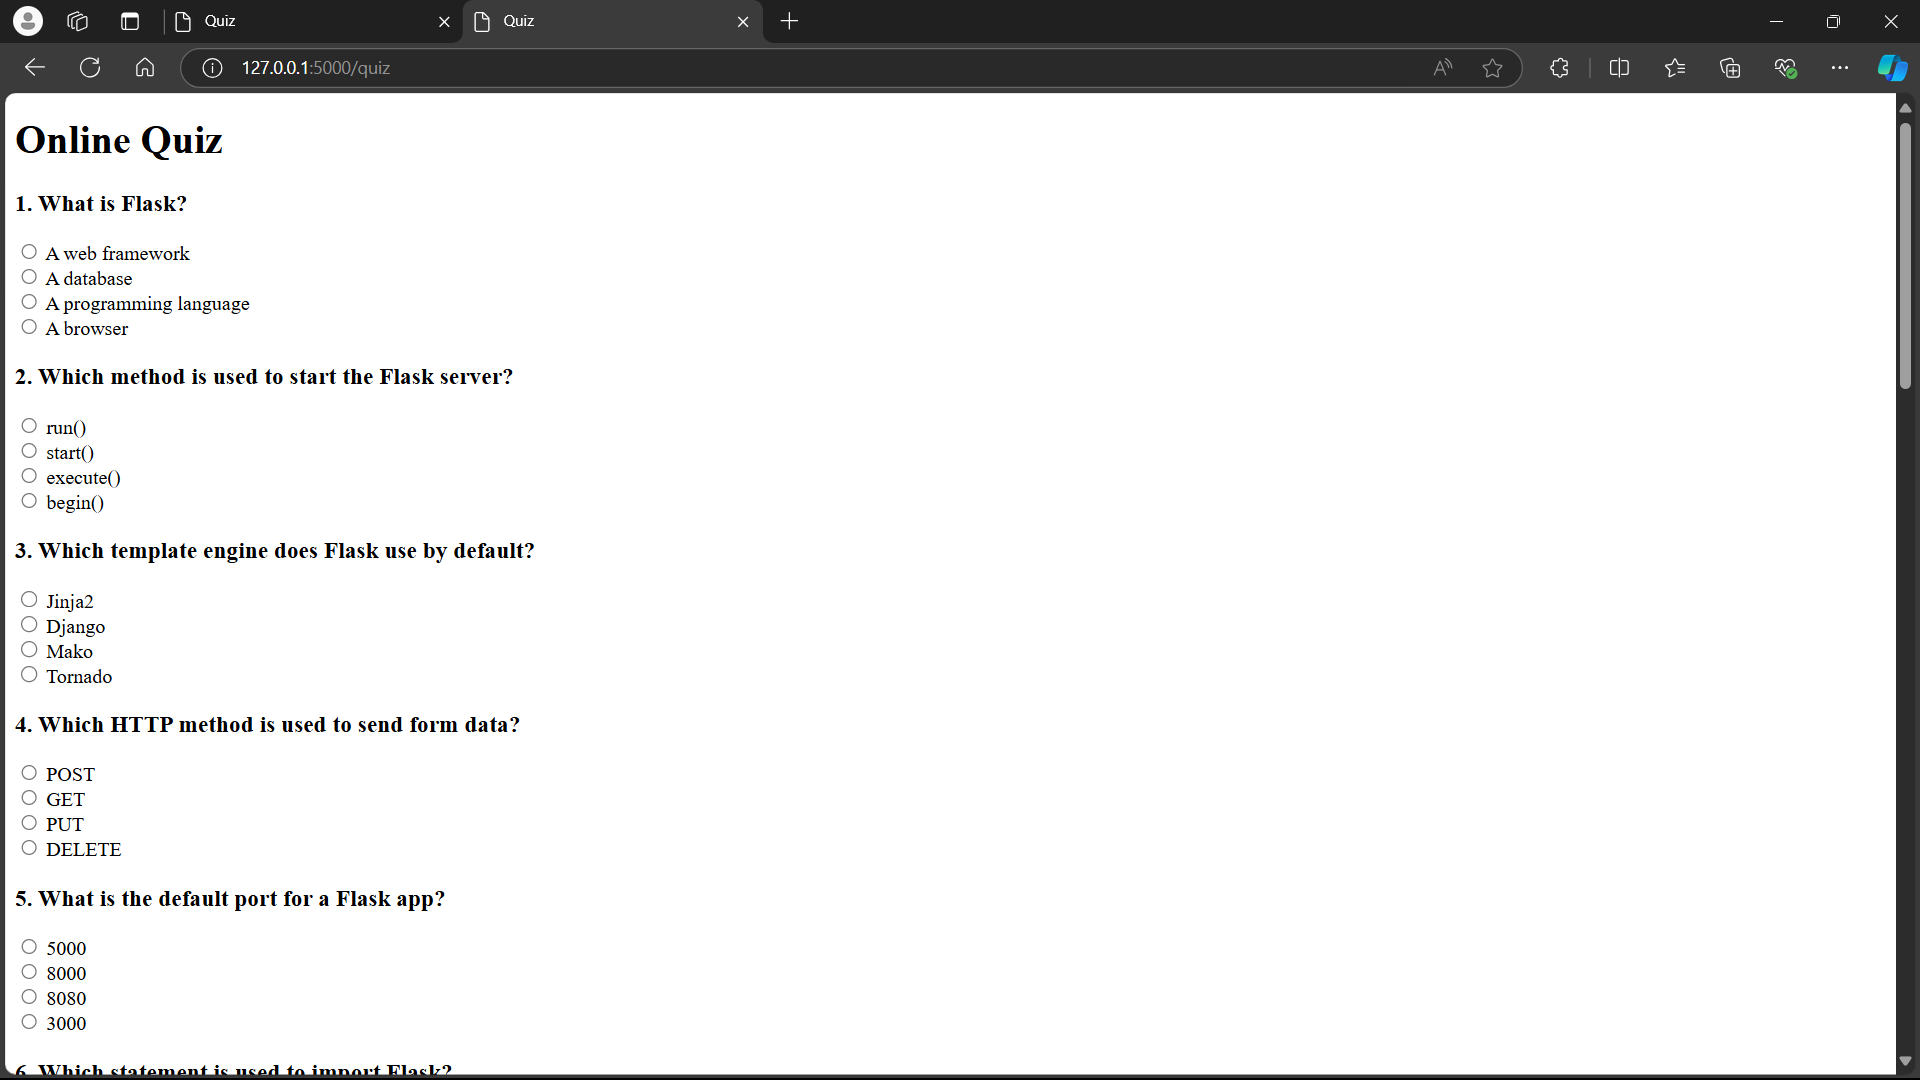 Quiz
Quiz
127.0.0.1:5000/quiz
Online Quiz
1. What is Flask?
A web framework
A database
A programming language
A browser
2. Which method is used to start the Flask server?
run()
start()
execute()
begin()
3. Which template engine does Flask use by default?
Jinja2
Django
Mako
Tornado
4. Which HTTP method is used to send form data?
POST
GET
PUT
DELETE
5. What is the default port for a Flask app?
5000
8000
8080
3000
6. Which statement is used to import Flask?